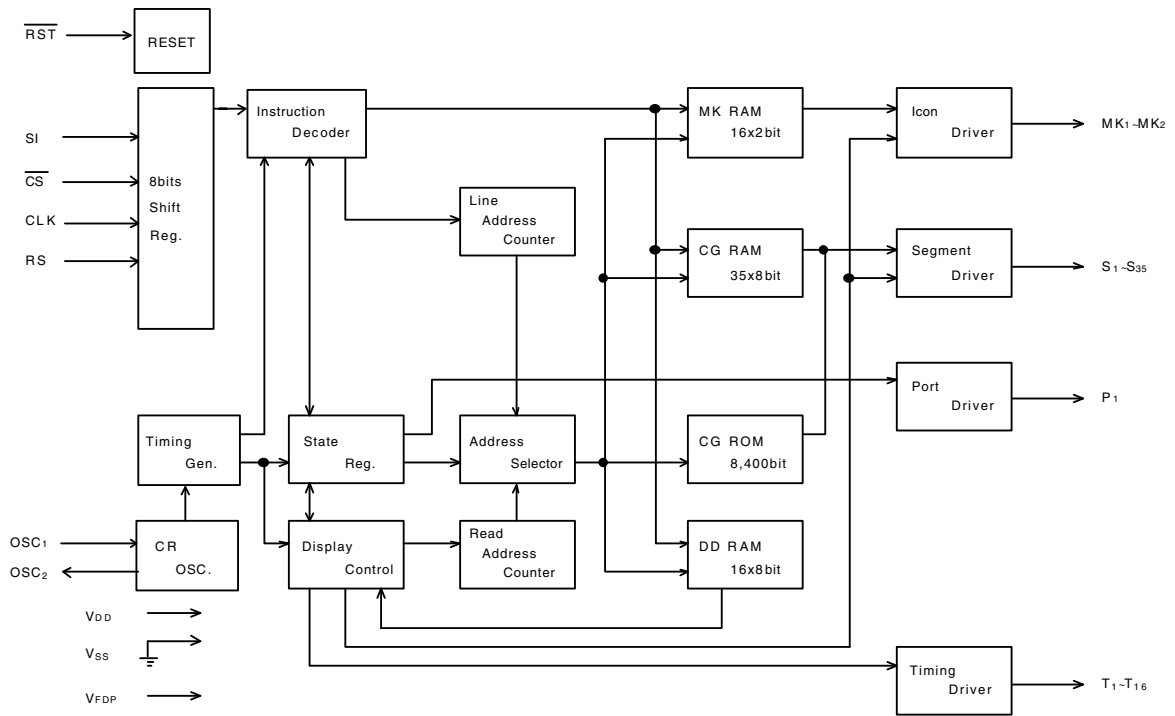 RST
RESET
SI
CS
CLK
RS
8bits
Shift
Reg.
Instruction
Decoder
Line
Address
Counter
MK RAM
16x2bit
Icon
Driver
MK1~MK2
CG RAM
35x8bit
Segment
Driver
S1~S35
Port
Driver
P1
Timing
Gen.
State
Reg.
Address
Selector
CG ROM
8,400bit
OSC1
OSC2
CR
OSC.
Display
Control
Read
Address
Counter
DD RAM
16x8bit
VDD
VSS
VFDP
Timing
Driver
T1~T16